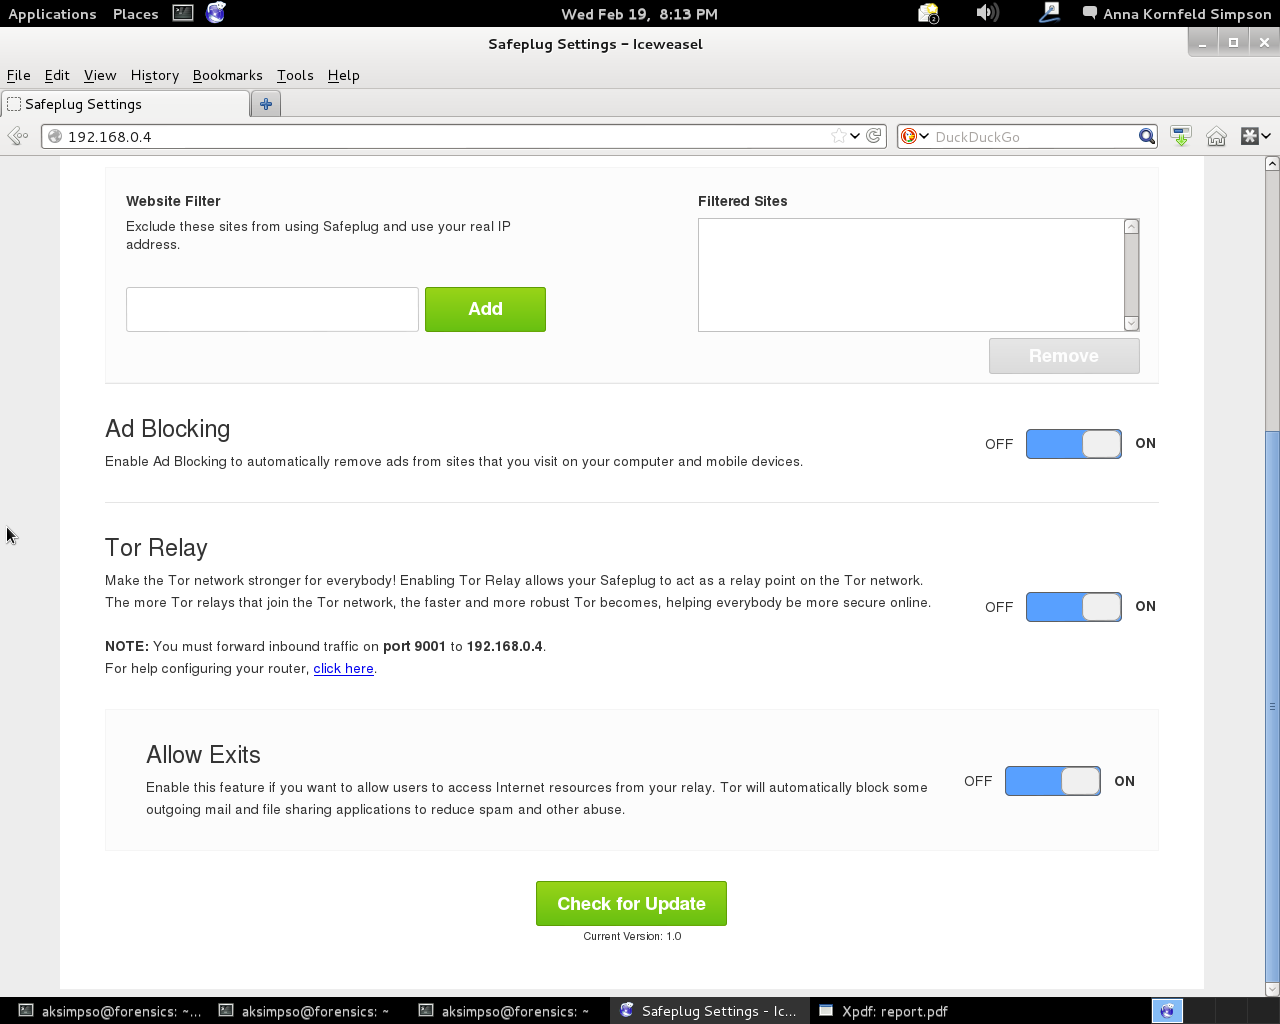 Applications Places Wed Feb 19, 8:13 PM 2 Anna Kornfeld Simpson
Safeplug Settings – Iceweasel
File Edit View History Bookmarks Tools Help
Safeplug Settings
192.168.0.4 DuckDuckGo
Website Filter
Exclude these sites from using Safeplug and use your real IP
address.
Add
Filtered Sites
Remove
Ad Blocking
Enable Ad Blocking to automatically remove ads from sites that you visit on your computer and mobile devices.
OFF ON
Tor Relay
Make the Tor network stronger for everybody! Enabling Tor Relay allows your Safeplug to act as a relay point on the Tor network.
The more Tor relays that join the Tor network, the faster and more robust Tor becomes, helping everybody be more secure online.
OFF ON
NOTE: You must forward inbound traffic on port 9001 to 192.168.0.4.
For help configuring your router, click here.
Allow Exits
Enable this feature if you want to allow users to access Internet resources from your relay. Tor will automatically block some
outgoing mail and file sharing applications to reduce spam and other abuse.
OFF ON
Check for Update
Current Version: 1.0
aksimpso@forensics: ~... aksimpso@forensics: ~ aksimpso@forensics: ~ Safeplug Settings - Ic... Xpdf: report.pdf